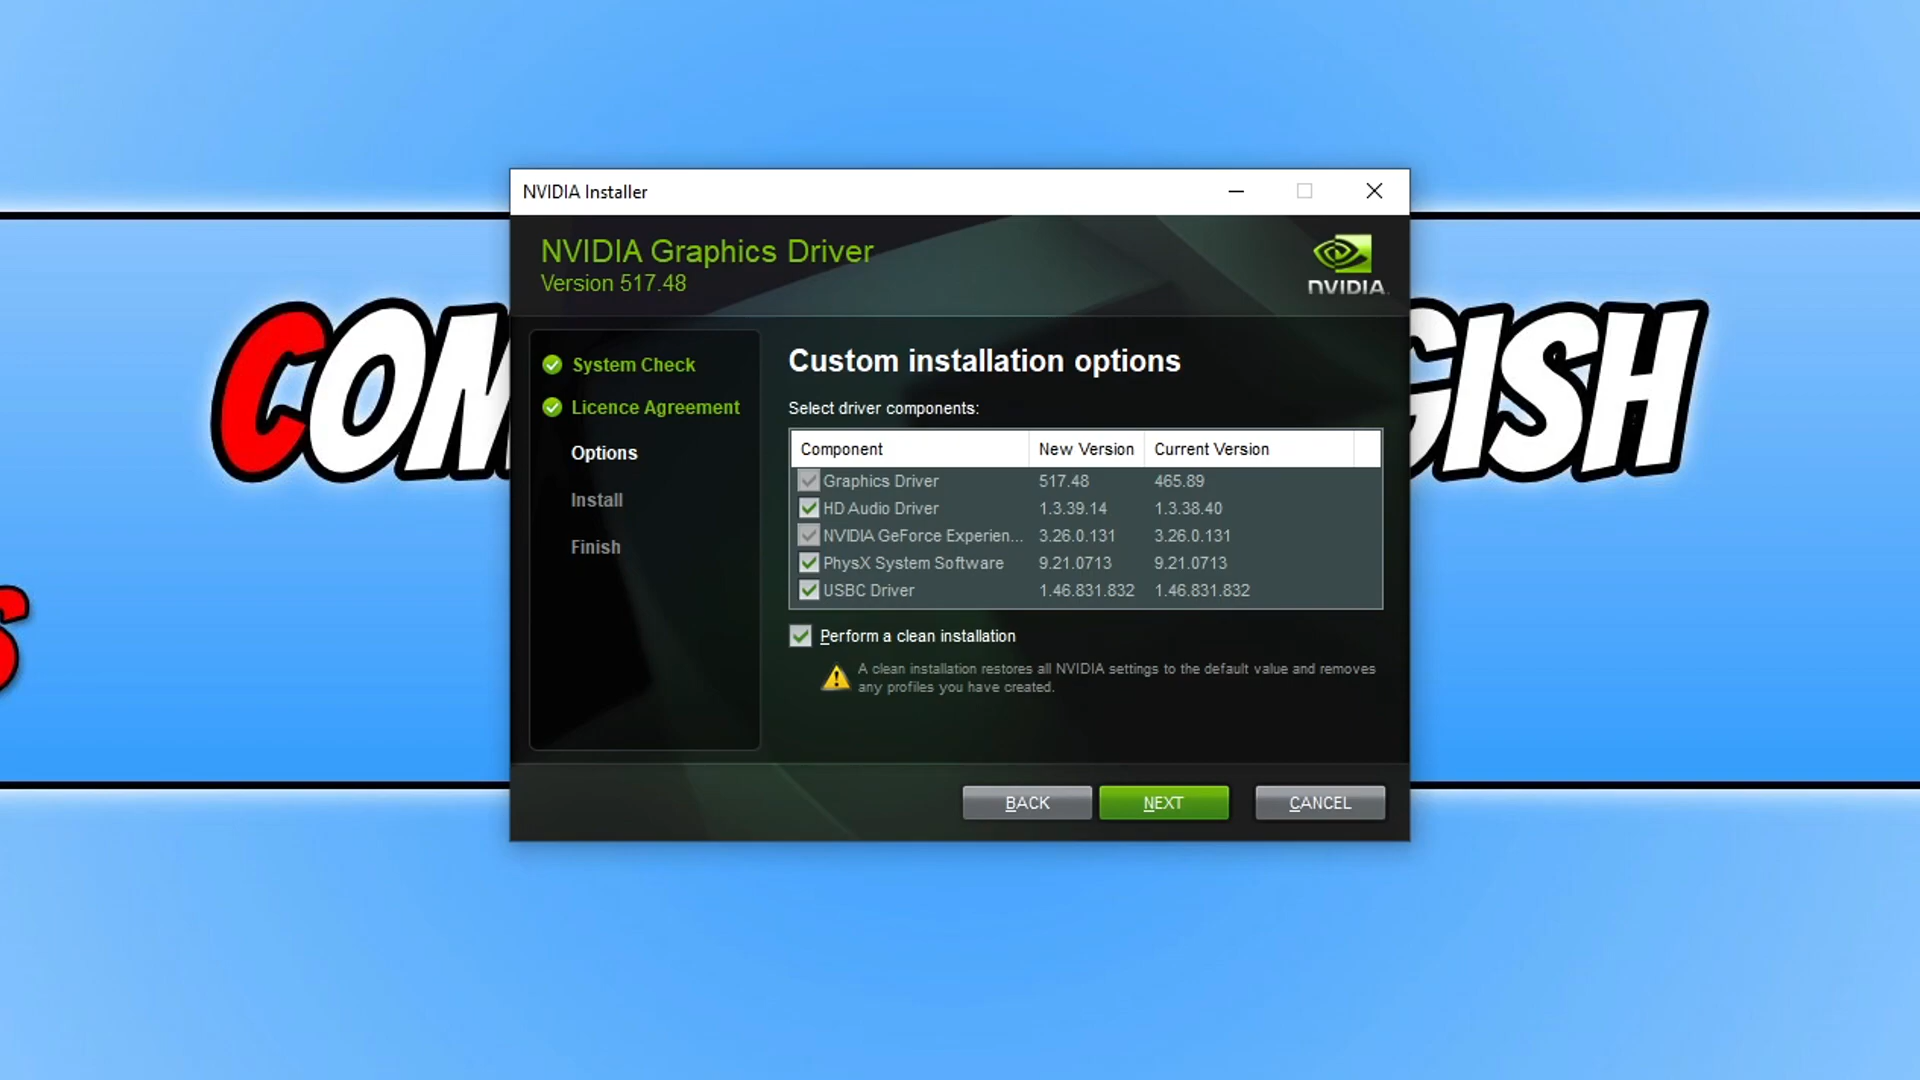 NVIDIA Installer
NVIDIA Graphics Driver
Version 517.48
NVIDIA
COM
GISH
S
System Check
Licence Agreement
Options
Install
Finish
Custom installation options
Select driver components:
Component New Version Current Version
Graphics Driver 517.48 465.89
HD Audio Driver 1.3.39.14 1.3.38.40
NVIDIA GeForce Experien... 3.26.0.131 3.26.0.131
PhysX System Software 9.21.0713 9.21.0713
USBC Driver 1.46.831.832 1.46.831.832
Perform a clean installation
A clean installation restores all NVIDIA settings to the default value and removes
any profiles you have created.
BACK NEXT CANCEL